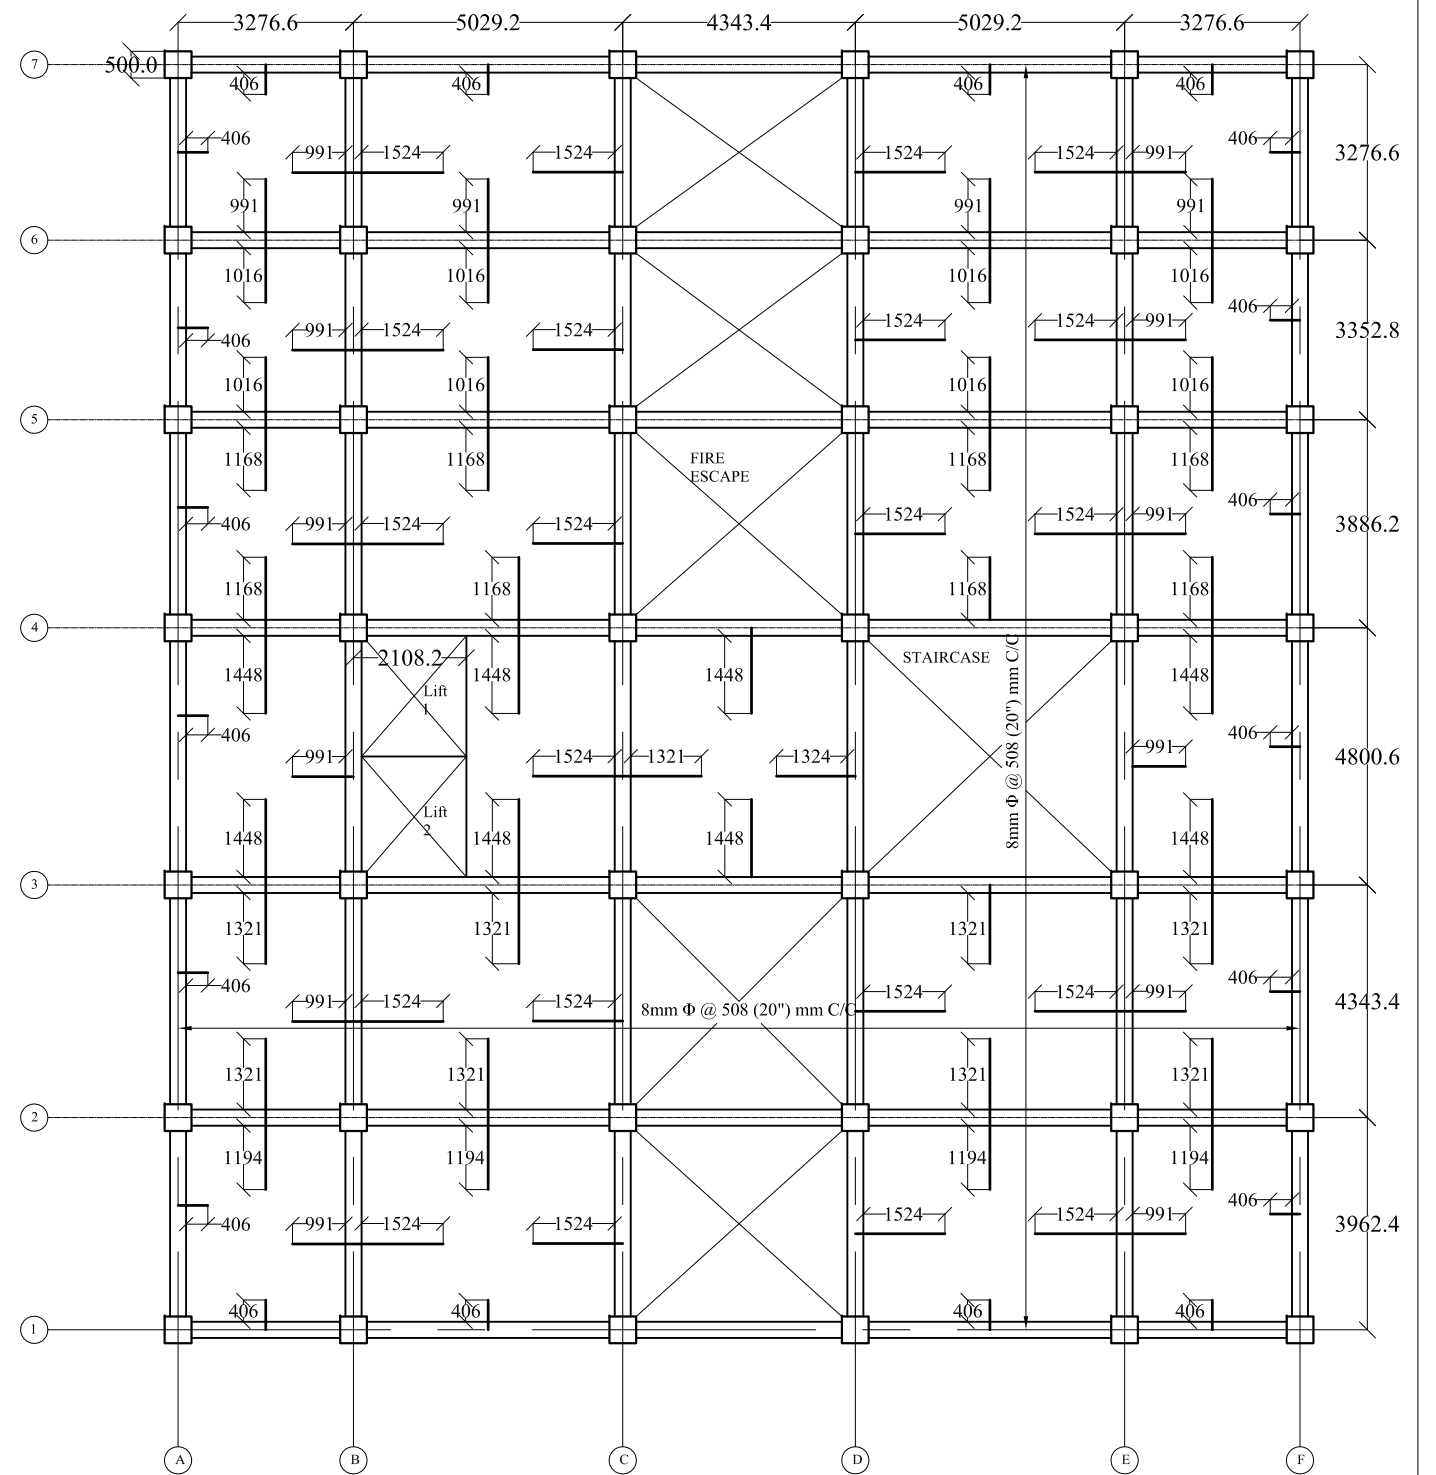 3276.6 5029.2 4343.4 5029.2 3276.6
7 500.0
406 406 406 406
406 406
991 1524 1524 1524 1524 991 3276.6
991 991 991 991
6
1016 1016 1016 1016
406
991 1524 1524 1524 1524 991 3352.8
406
1016 1016 1016 1016
5
1168 1168 FIRE 1168 1168
ESCAPE
406
406 991 1524 1524 1524 1524 991 3886.2
1168 1168 1168 1168
4
2108.2 STAIRCASE
1448 1448 1448 1448
Lift
1
406 406
991 1524 1321 1324 991 4800.6
8mm Φ @ 508 (20") mm C/C
Lift
2
1448 1448 1448 1448
3
1321 1321 1321 1321
406 406
991 1524 1524 1524 1524 991 4343.4
8mm Φ @ 508 (20") mm C/C
1321 1321 1321 1321
2
1194 1194 1194 1194
406
406 991 1524 1524 1524 1524 991 3962.4
406 406 406 406
1
A B C D E F